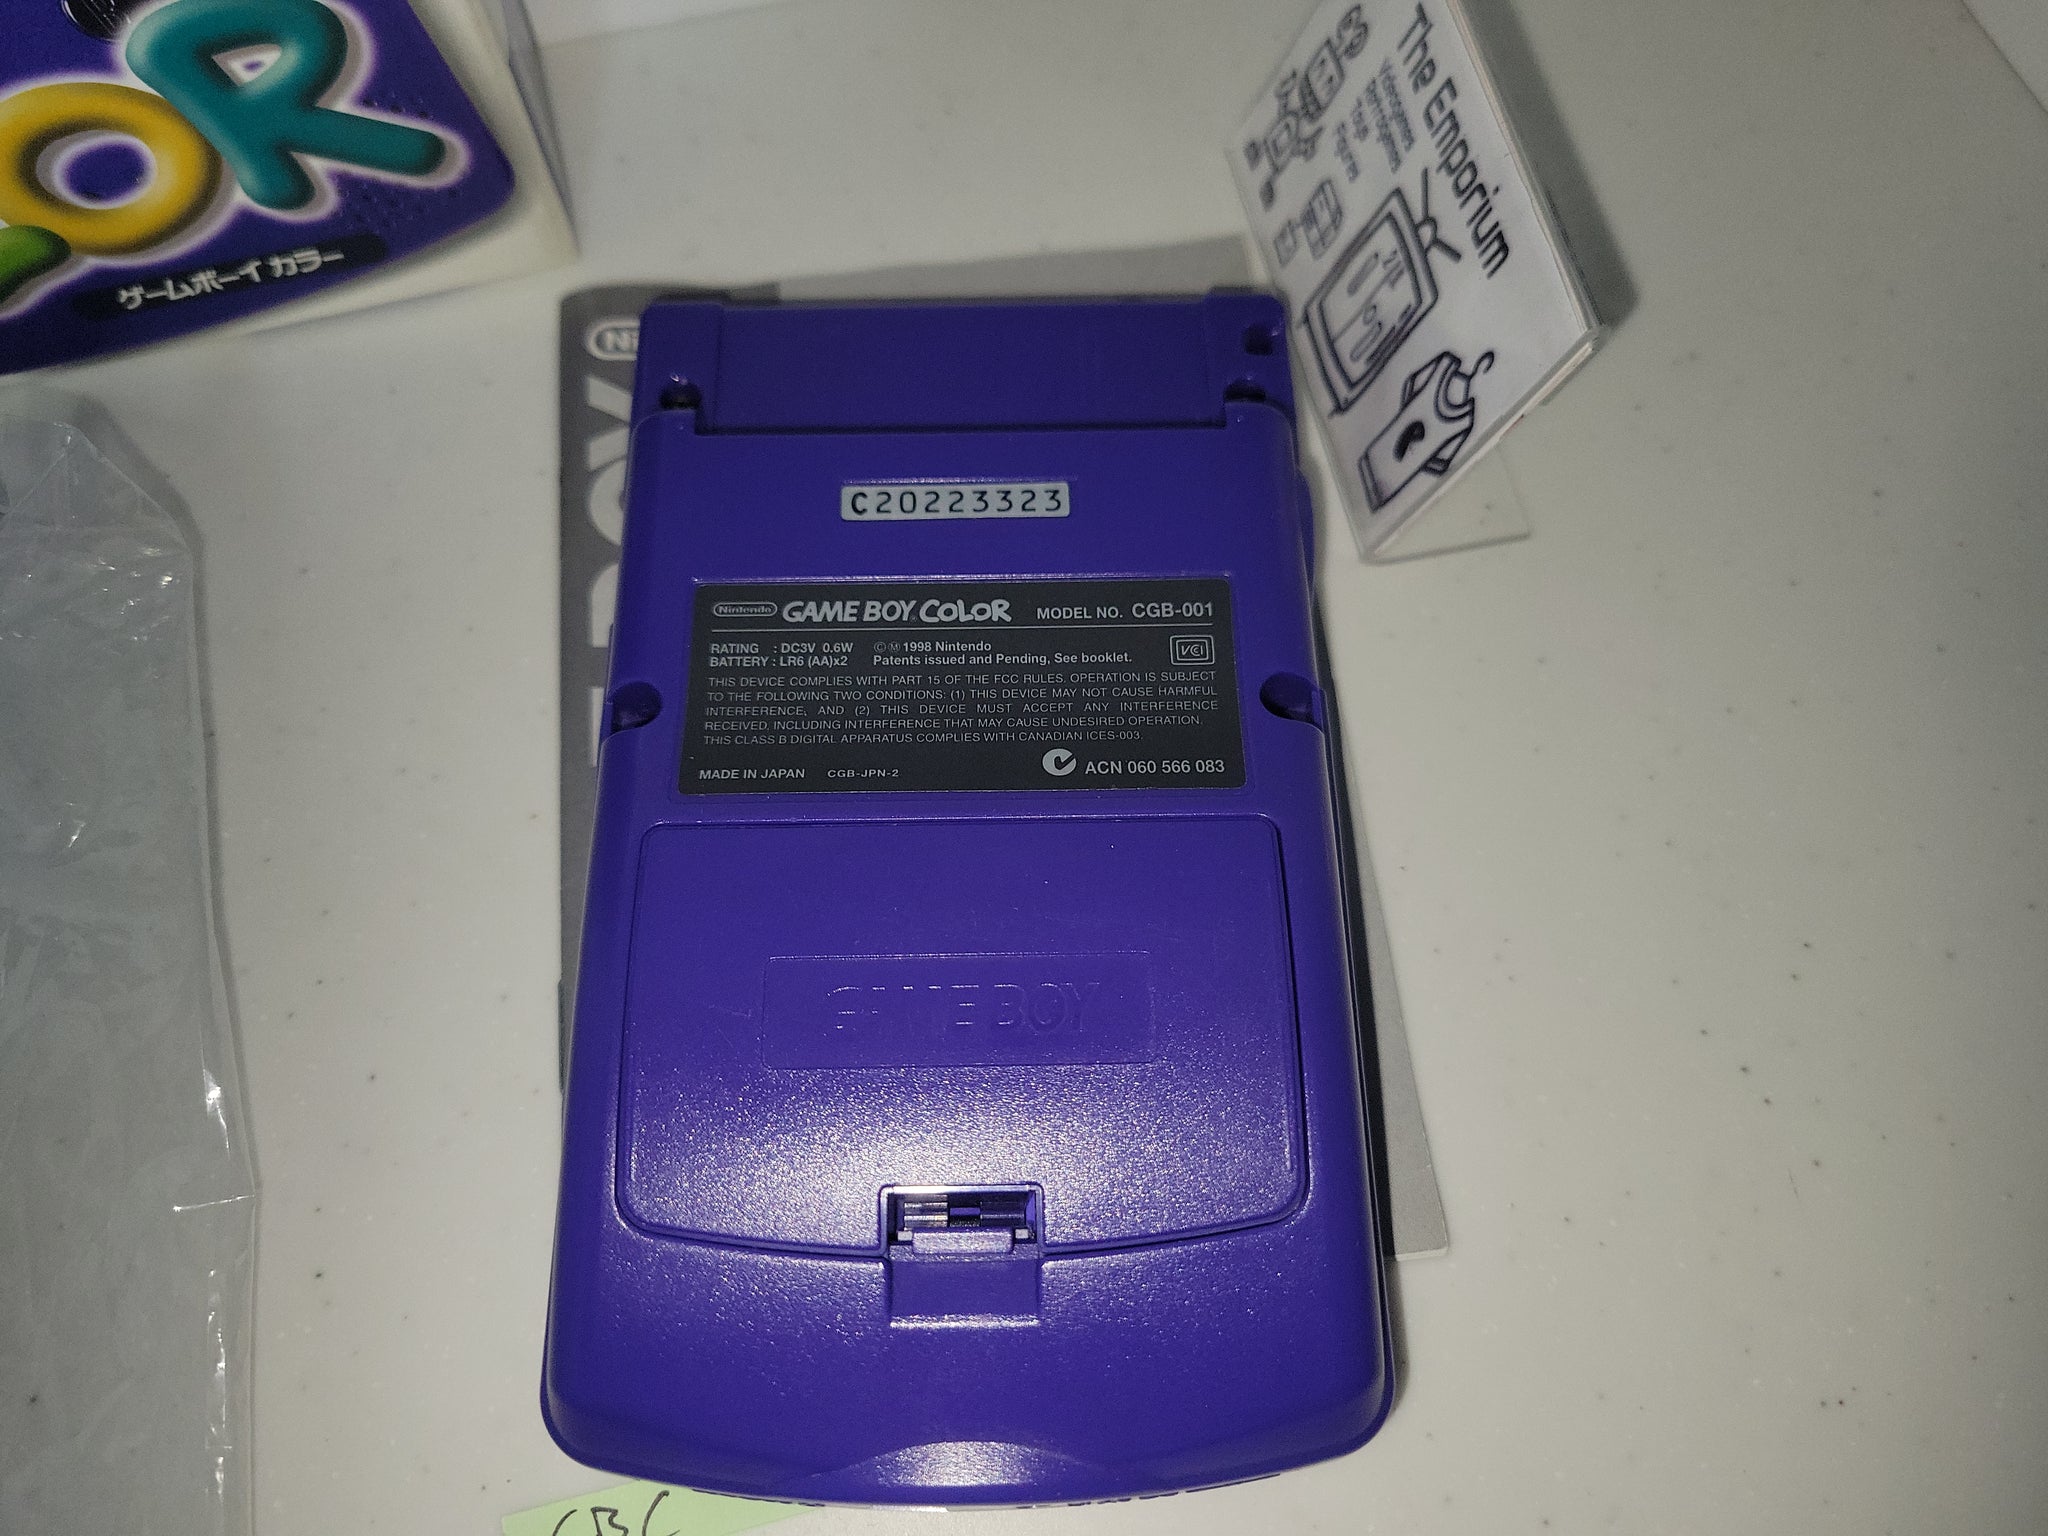 OR
ゲームボーイカラー
The Emporium
Videogames
Retrogames
Toys
Figures
C20223323
Nintendo GAME BOY COLOR MODEL NO. CGB-001
RATING : DC3V 0.6W ©Ⓜ1998 Nintendo
BATTERY : LR6 (AA)x2 Patents issued and Pending, See booklet.
VCI
THIS DEVICE COMPLIES WITH PART 15 OF THE FCC RULES. OPERATION IS SUBJECT
TO THE FOLLOWING TWO CONDITIONS: (1) THIS DEVICE MAY NOT CAUSE HARMFUL
INTERFERENCE, AND (2) THIS DEVICE MUST ACCEPT ANY INTERFERENCE
RECEIVED, INCLUDING INTERFERENCE THAT MAY CAUSE UNDESIRED OPERATION.
THIS CLASS B DIGITAL APPARATUS COMPLIES WITH CANADIAN ICES-003.
MADE IN JAPAN CGB-JPN-2 ACN 060 566 083
GAME BOY